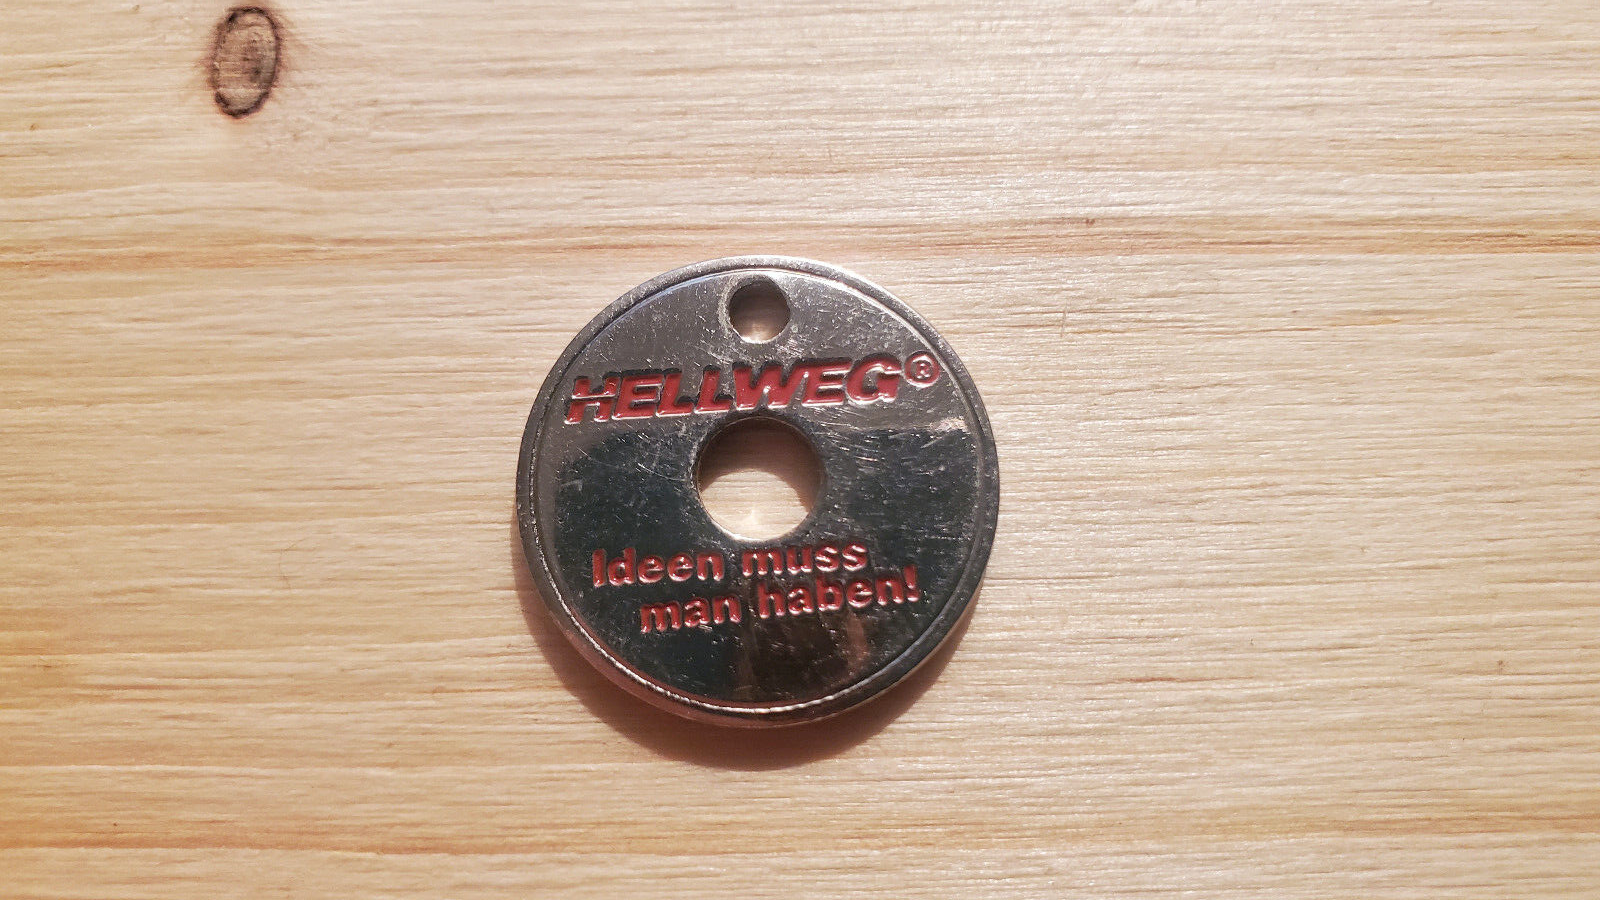 HELLWEG®
Ideen muss
man haben!